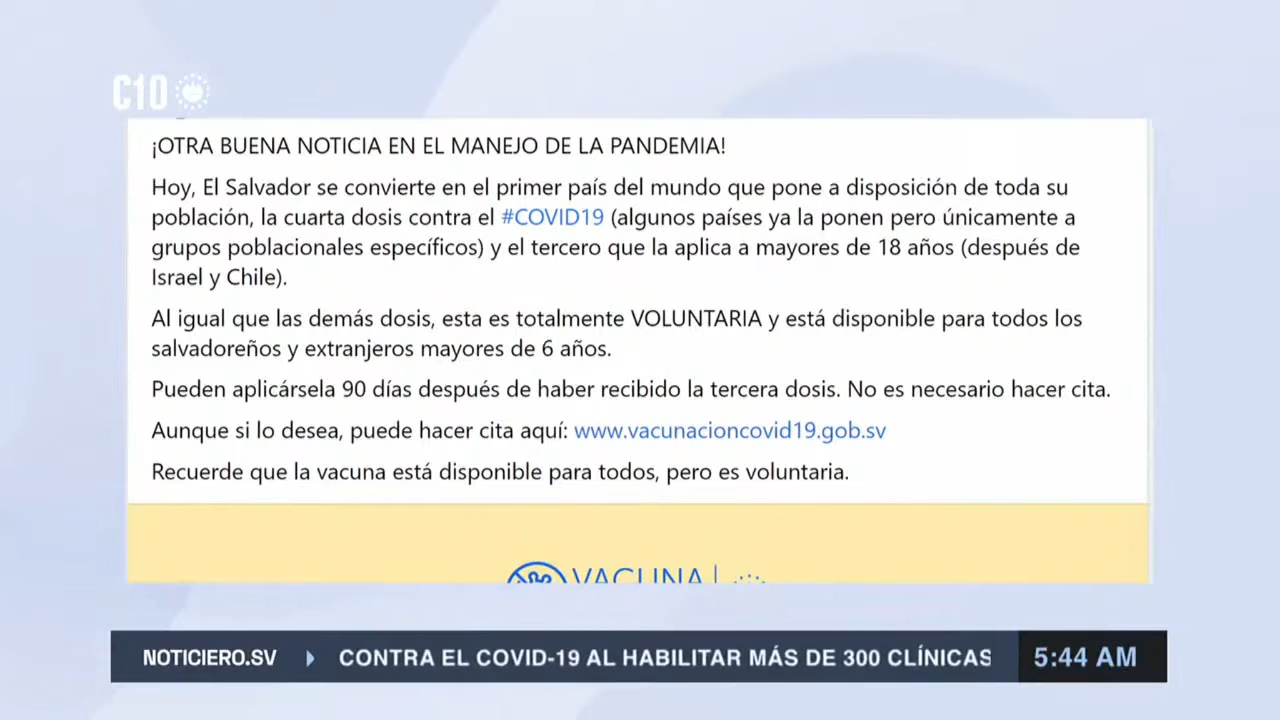 C10
¡OTRA BUENA NOTICIA EN EL MANEJO DE LA PANDEMIA!
Hoy, El Salvador se convierte en el primer país del mundo que pone a disposición de toda su
población, la cuarta dosis contra el #COVID19 (algunos países ya la ponen pero únicamente a
grupos poblacionales específicos) y el tercero que la aplica a mayores de 18 años (después de
Israel y Chile).
Al igual que las demás dosis, esta es totalmente VOLUNTARIA y está disponible para todos los
salvadoreños y extranjeros mayores de 6 años.
Pueden aplicársela 90 días después de haber recibido la tercera dosis. No es necesario hacer cita.
Aunque si lo desea, puede hacer cita aquí: www.vacunacioncovid19.gob.sv
Recuerde que la vacuna está disponible para todos, pero es voluntaria.
VACUNA
NOTICIERO.SV CONTRA EL COVID-19 AL HABILITAR MÁS DE 300 CLÍNICAS 5:44 AM